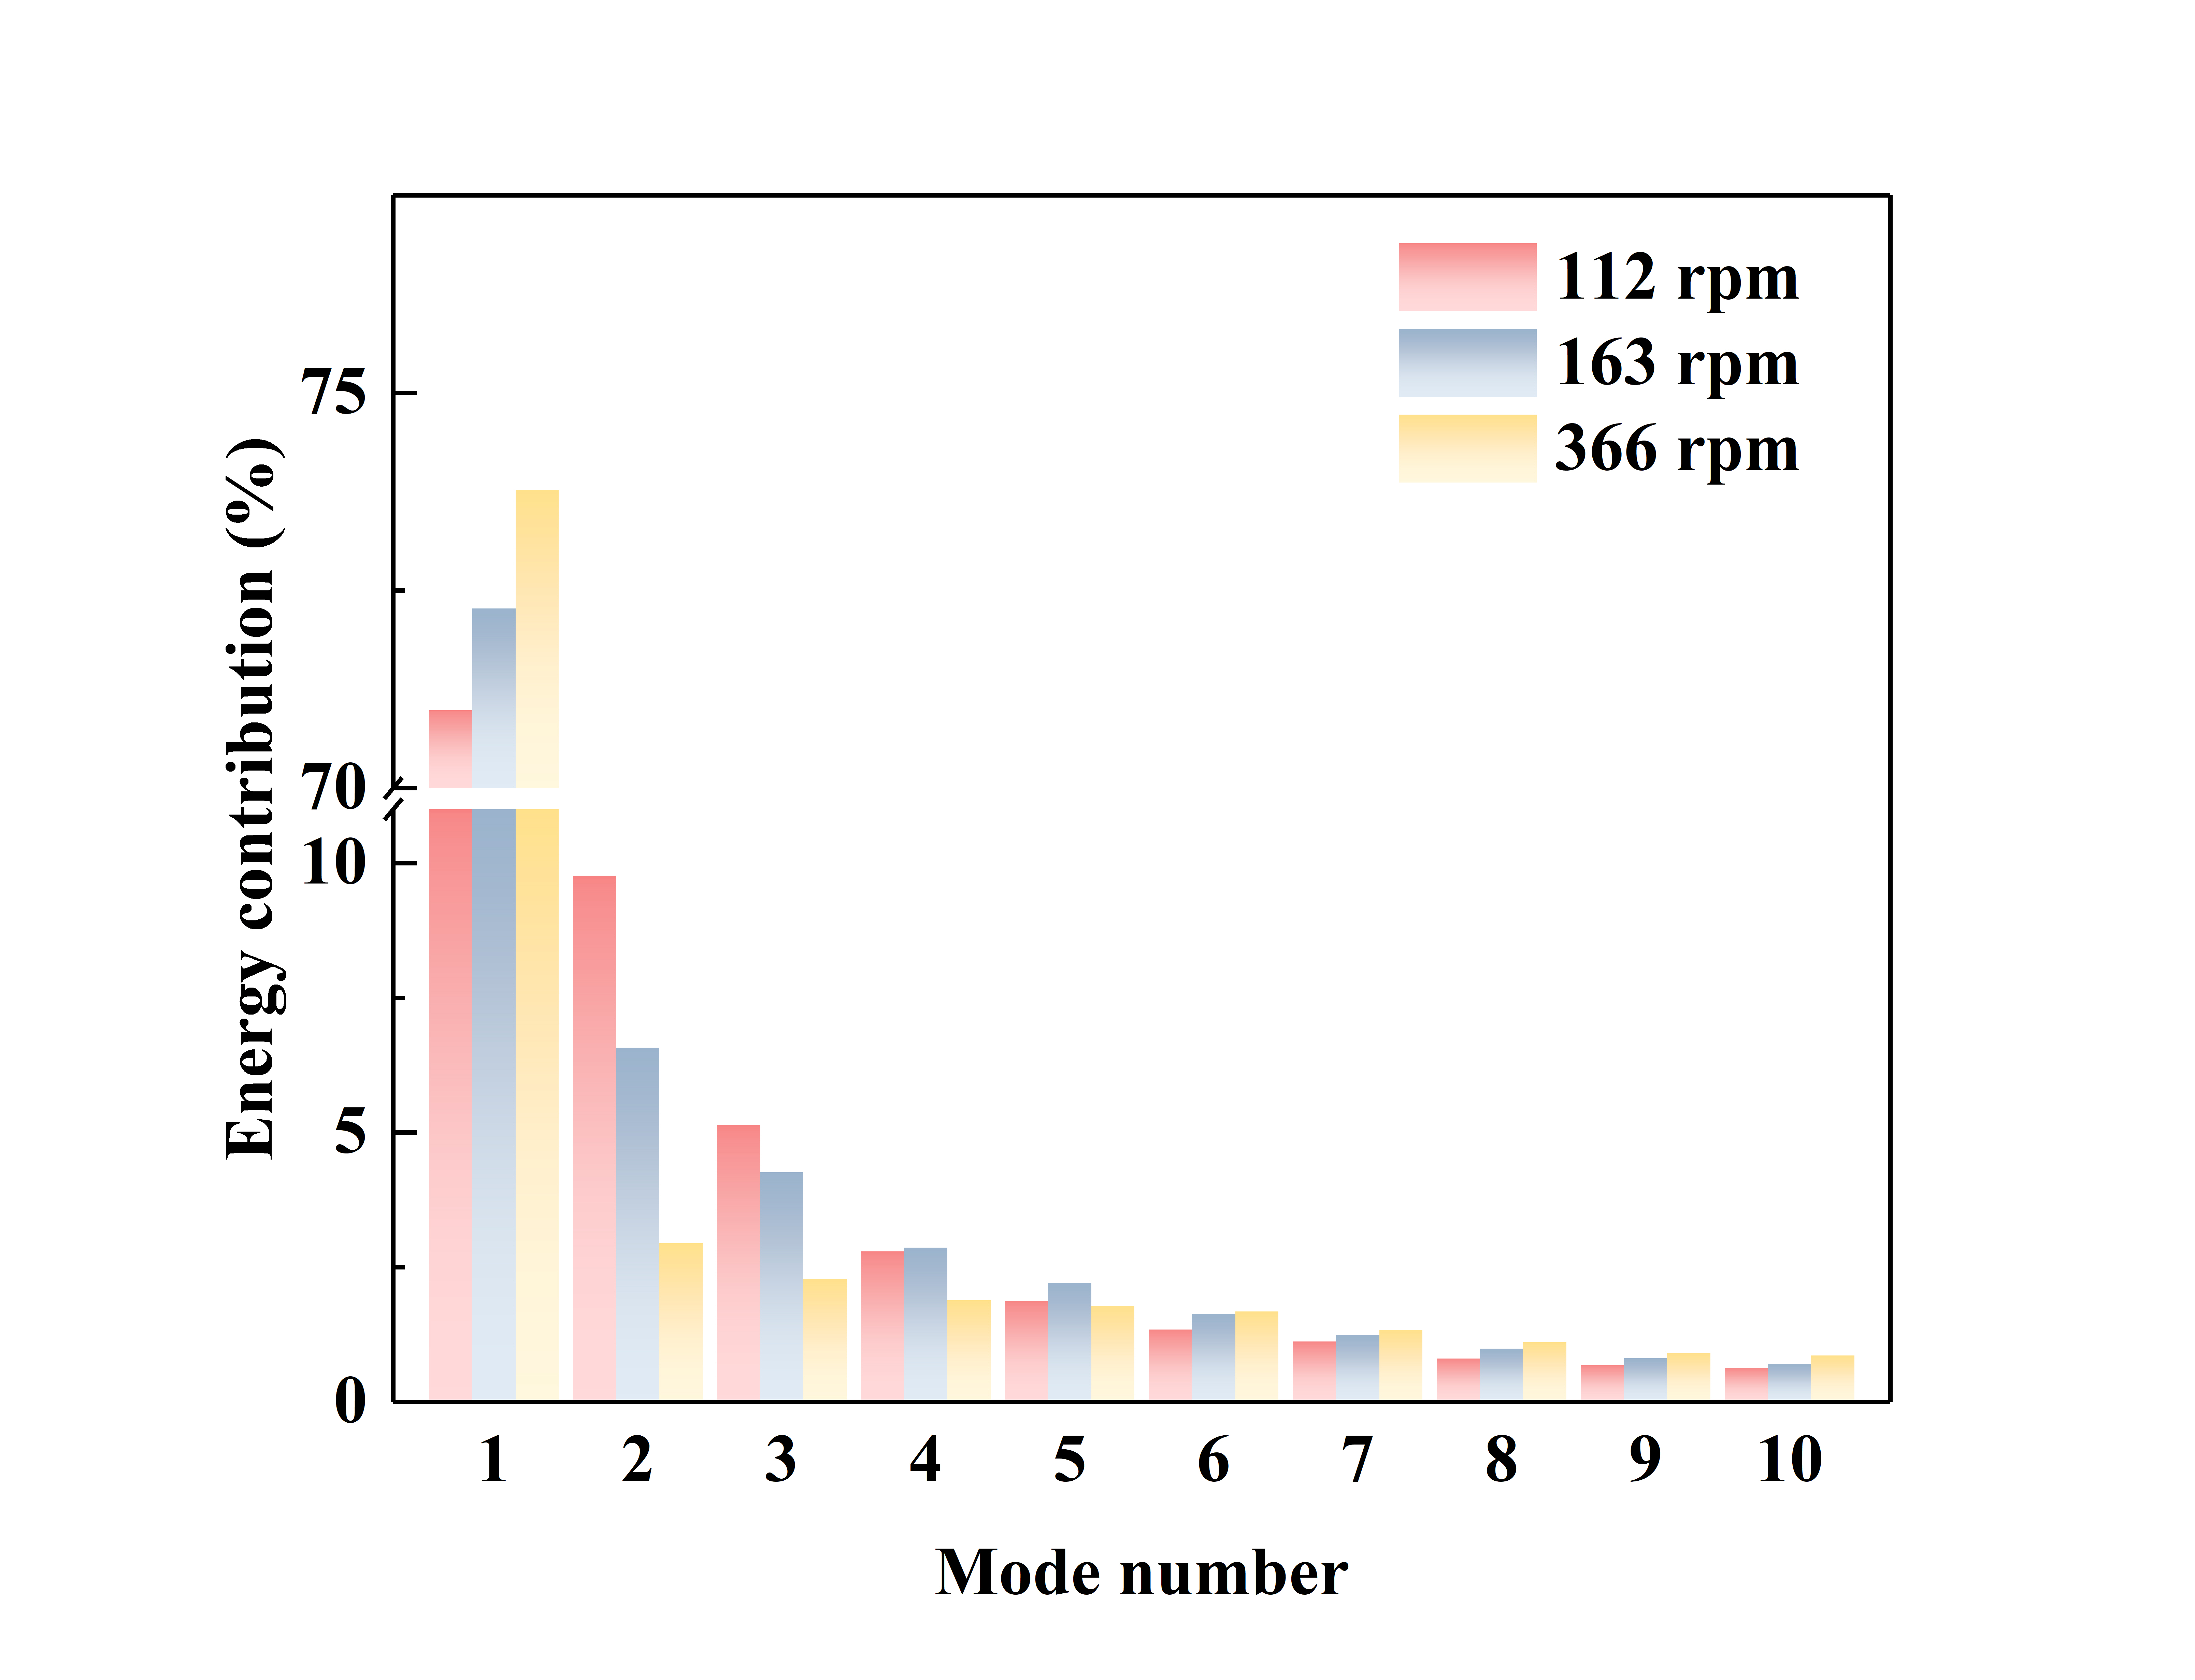 112 rpm
163 rpm
366 rpm
Energy contribution (%)
75
70
10
5
0
1 2 3 4 5 6 7 8 9 10
Mode number